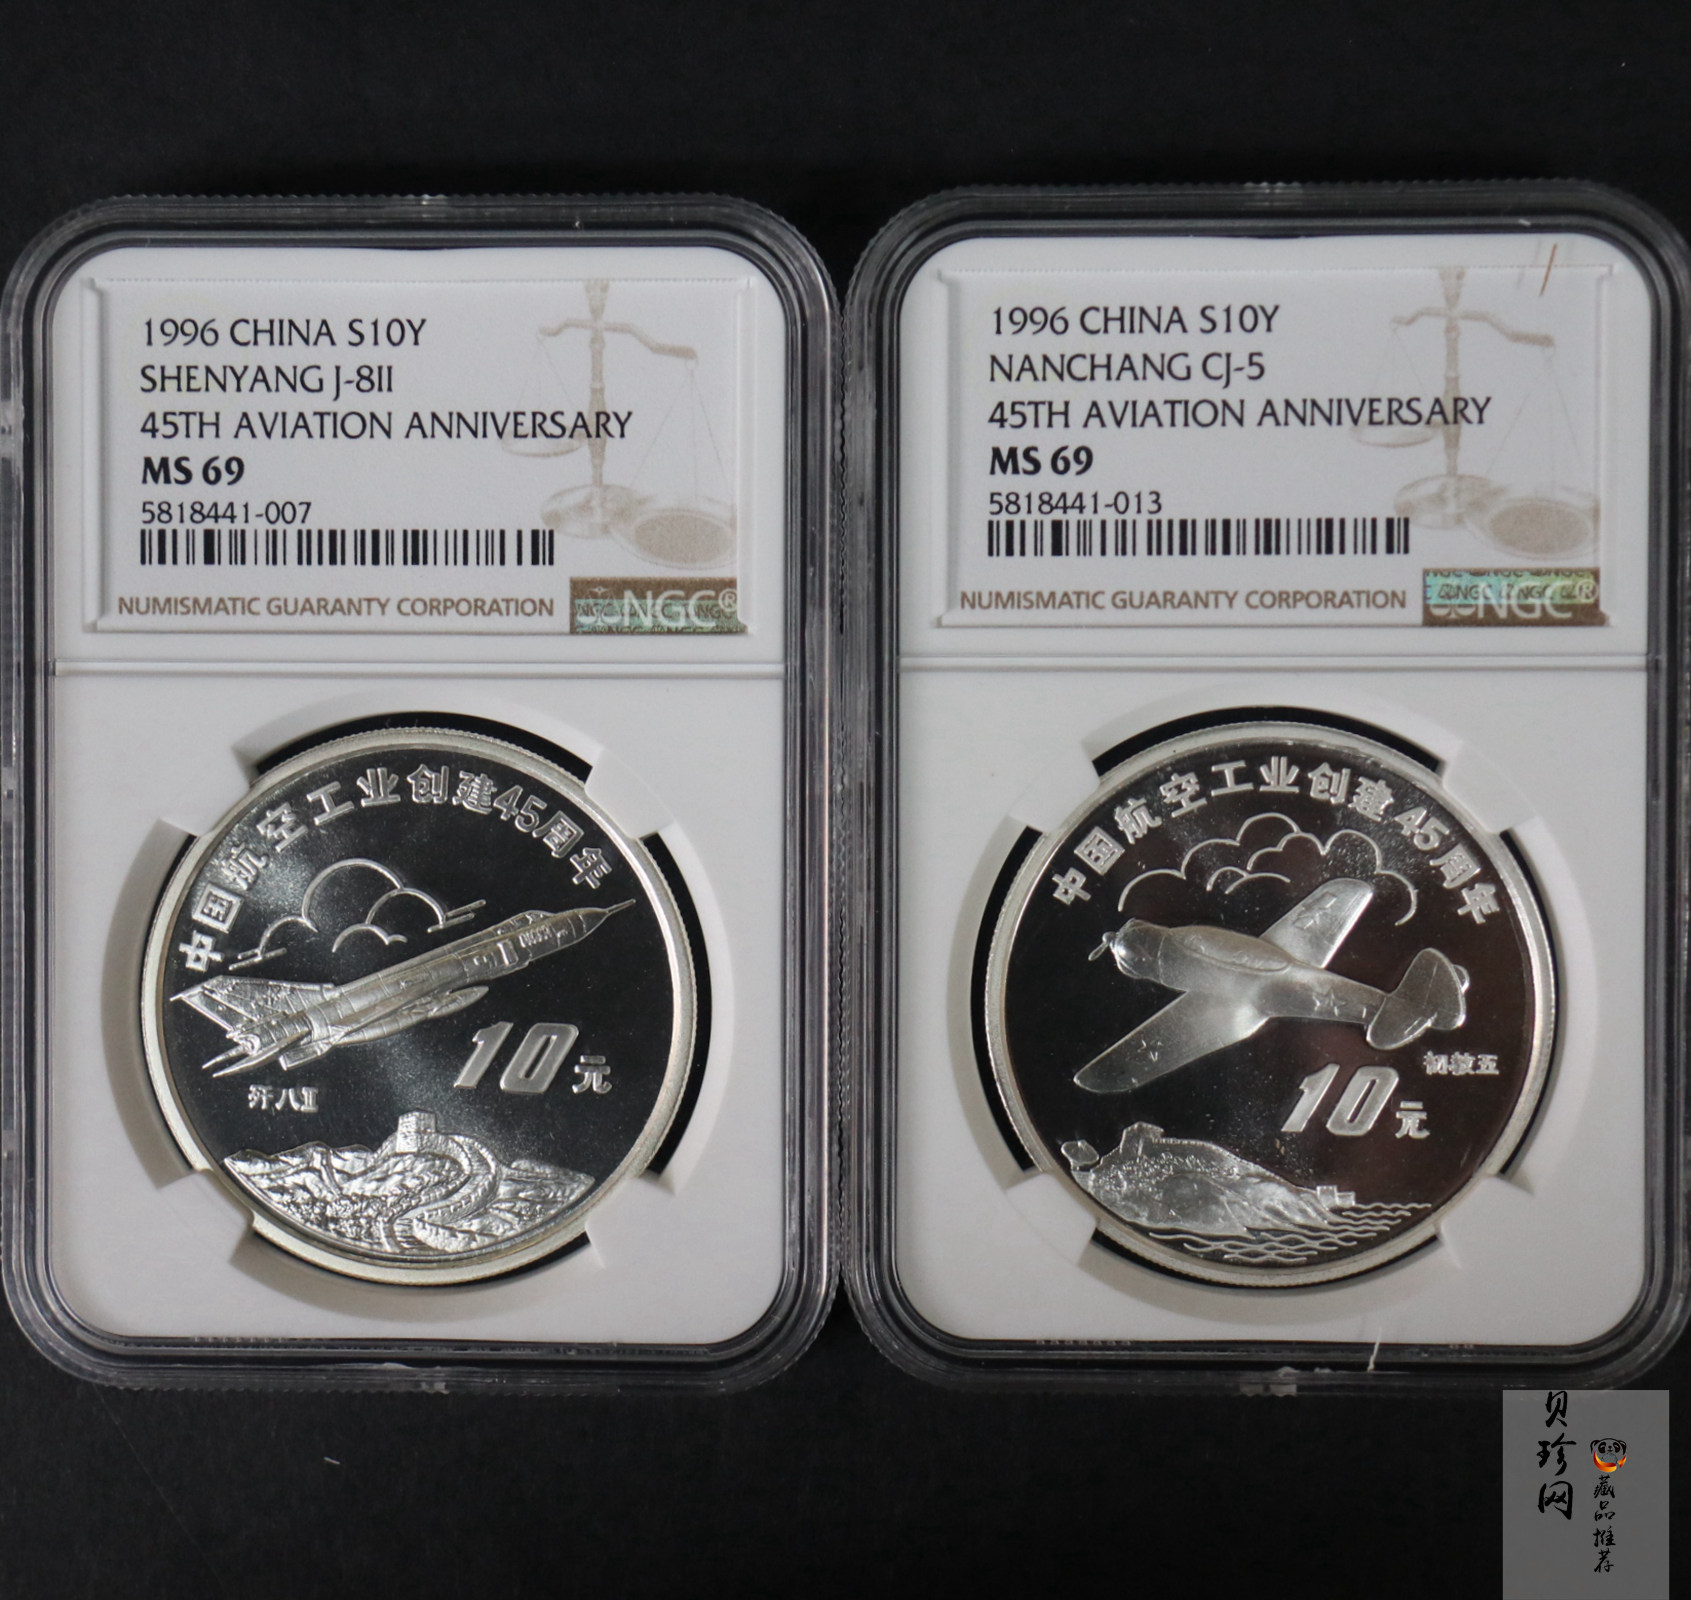 1996 CHINA S10Y
SHENYANG J-8II
45TH AVIATION ANNIVERSARY
MS 69
5818441-007
NUMISMATIC GUARANTY CORPORATION
NGC®
中国航空工业创建45周年
10元
歼八II
1996 CHINA S10Y
NANCHANG CJ-5
45TH AVIATION ANNIVERSARY
MS 69
5818441-013
NUMISMATIC GUARANTY CORPORATION
NGC®
中国航空工业创建45周年
初教五
10元
贝珍网
藏品推荐